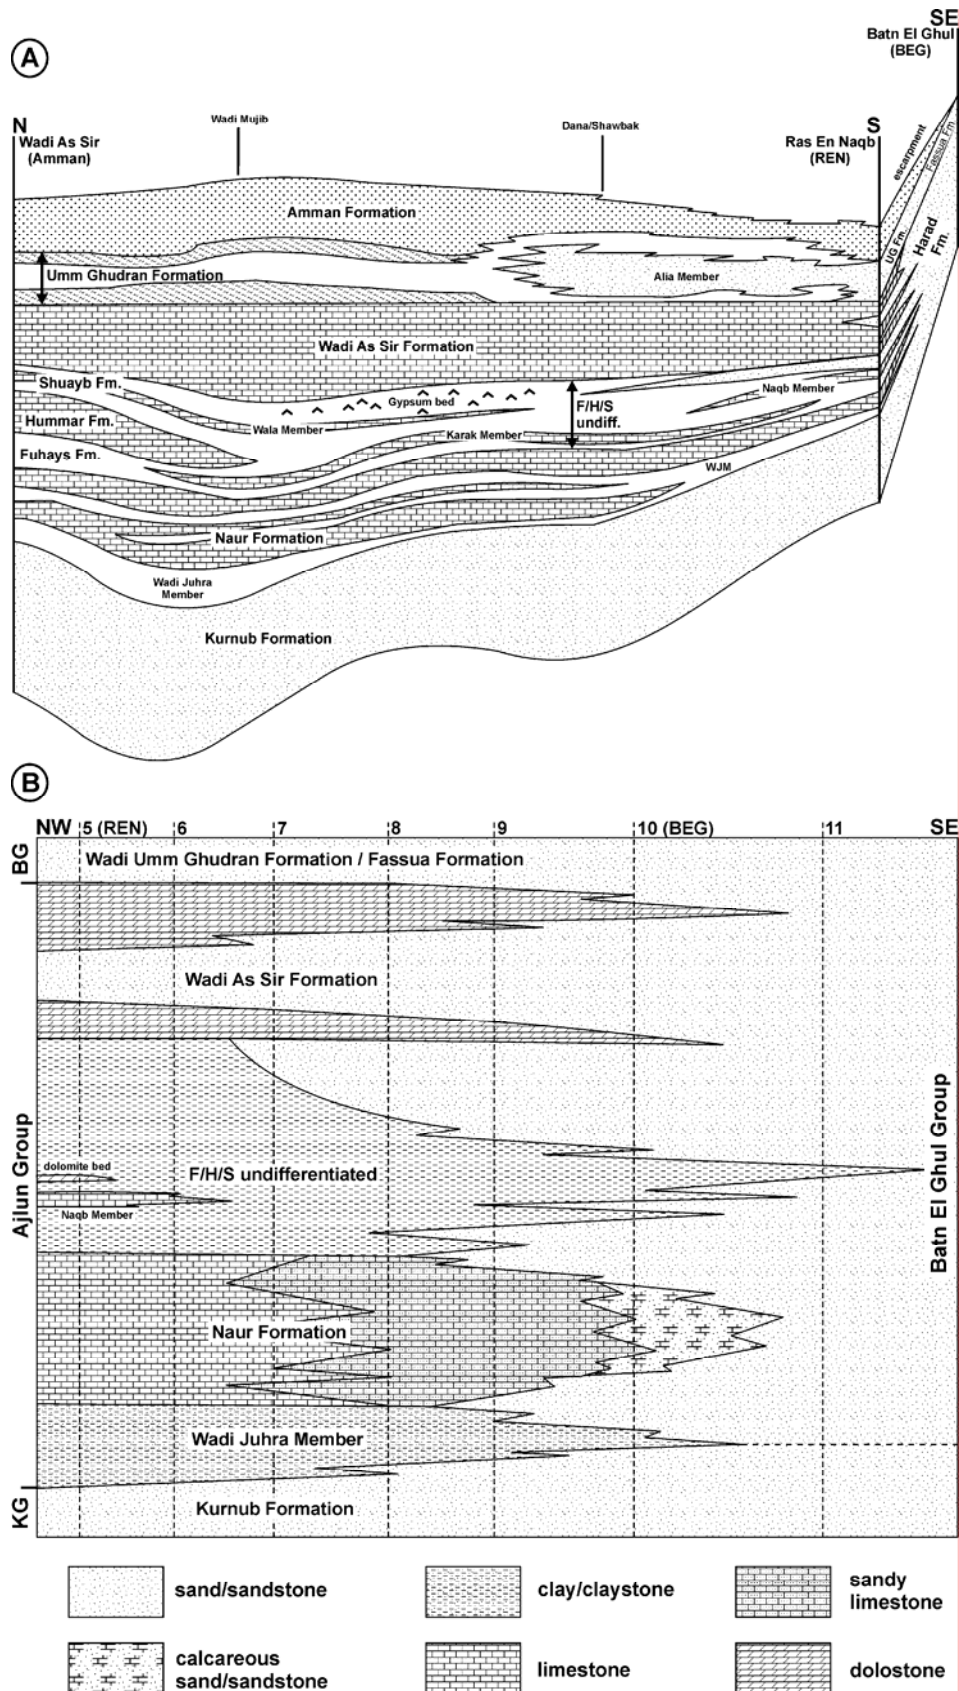 A
SE
Batn El Ghul
(BEG)
N
Wadi As Sir
(Amman)
Wadi Mujib
Dana/Shawbak
S
Ras En Naqb
(REN)
escarpment
Fassua Fm.
Amman Formation
UG Fm.
Harad
Fm.
Umm Ghudran Formation
Alia Member
Wadi As Sir Formation
Shuayb Fm.
Gypsum bed
Naqb Member
F/H/S
undiff.
Hummar Fm.
Wala Member
Karak Member
Fuhays Fm.
WJM
Naur Formation
Wadi Juhra
Member
Kurnub Formation
B
NW
5 (REN)
6
7
8
9
10 (BEG)
11
SE
BG
Wadi Umm Ghudran Formation / Fassua Formation
Wadi As Sir Formation
Ajlun Group
dolomite bed
F/H/S undifferentiated
Naqb Member
Batn El Ghul Group
Naur Formation
Wadi Juhra Member
KG
Kurnub Formation
sand/sandstone
clay/claystone
sandy
limestone
calcareous
sand/sandstone
limestone
dolostone